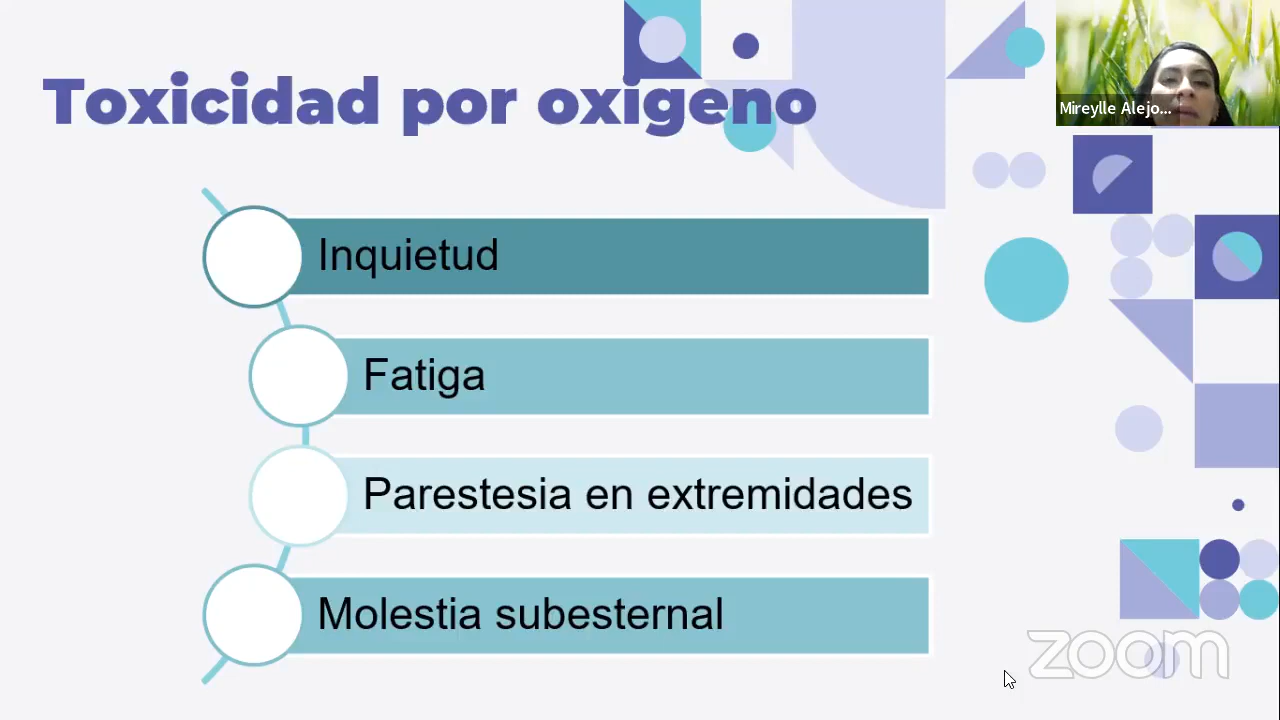 Toxicidad por oxigeno
Mireylle Alejo...
Inquietud
Fatiga
Parestesia en extremidades
Molestia subesternal
zoom